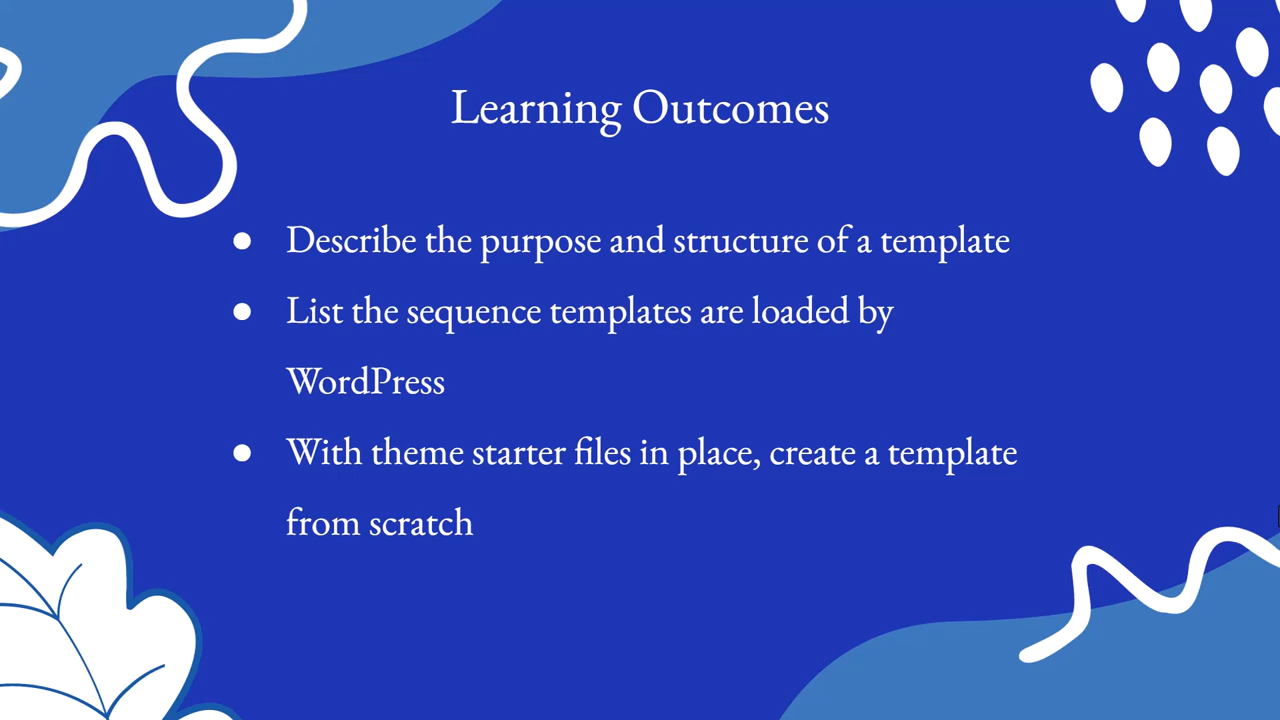 Learning Outcomes
● Describe the purpose and structure of a template
● List the sequence templates are loaded by
WordPress
● With theme starter files in place, create a template
from scratch